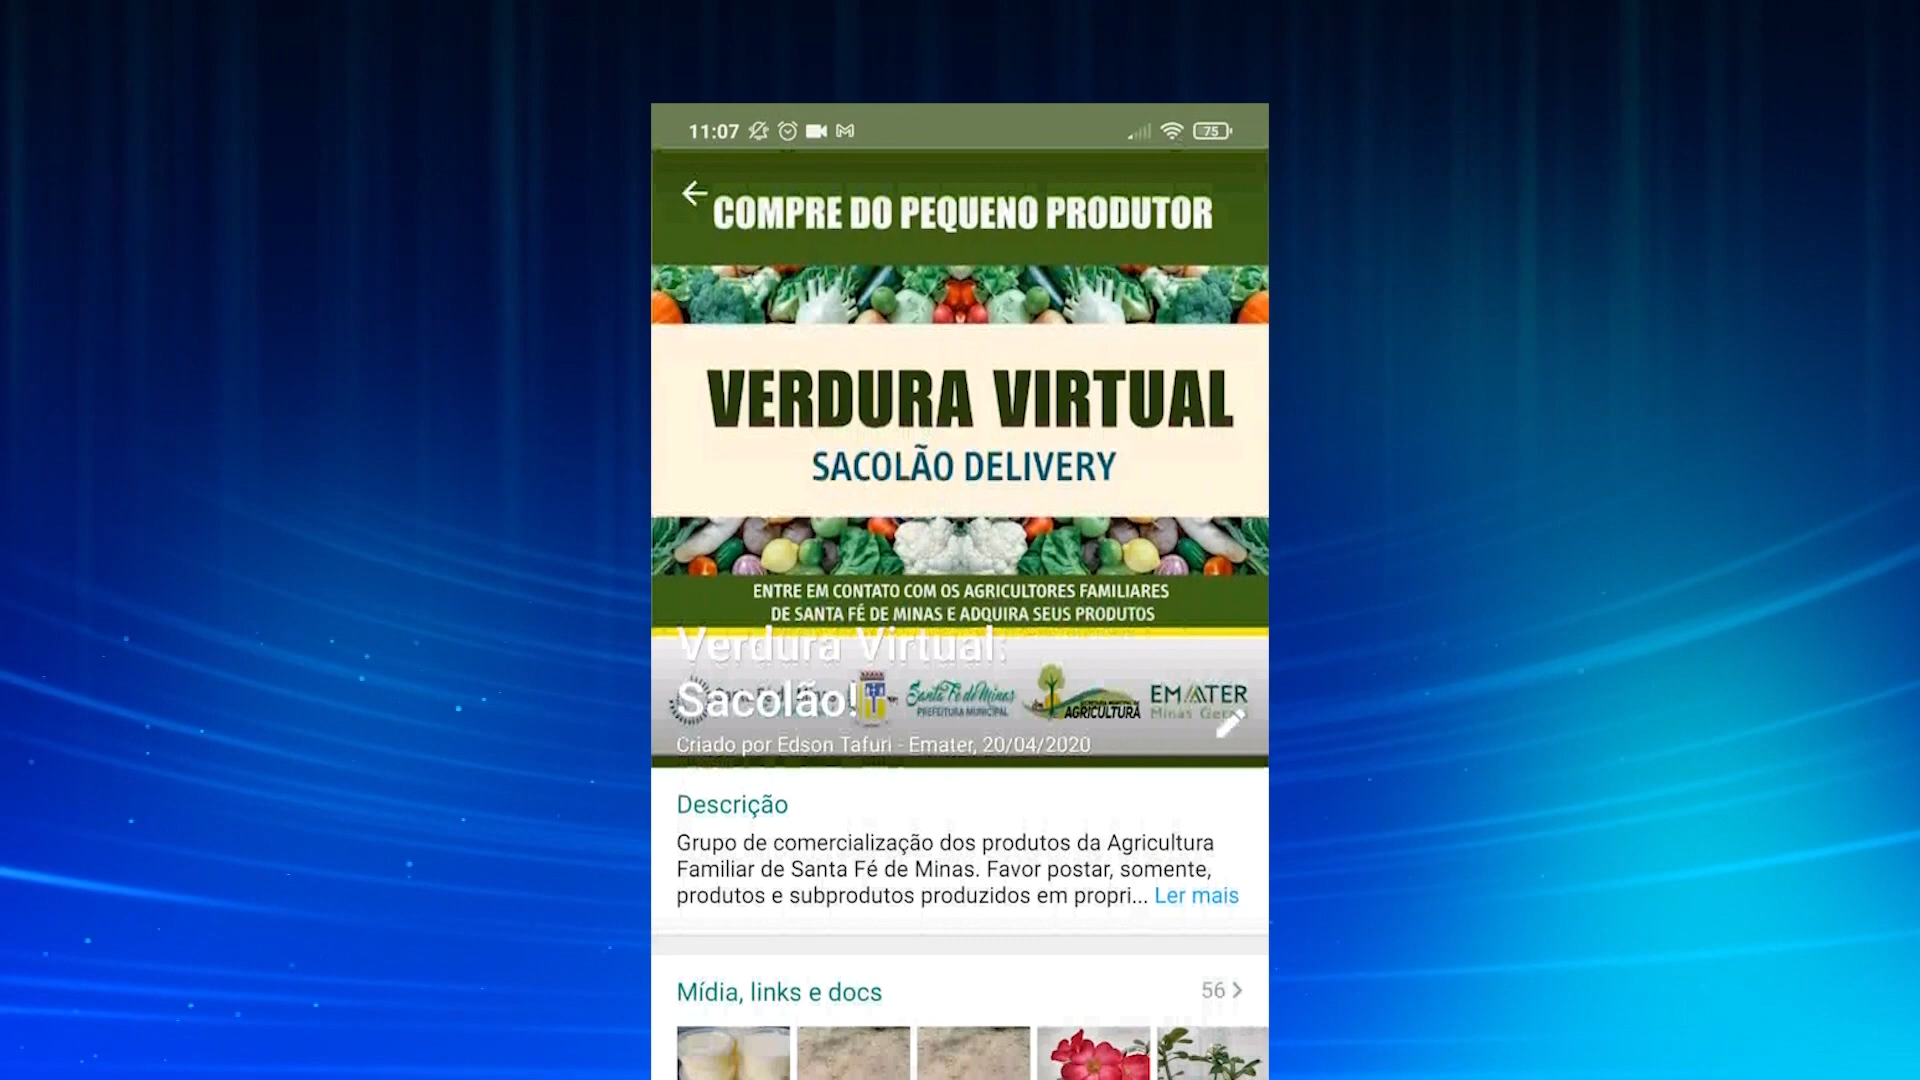 11:07
75
COMPRE DO PEQUENO PRODUTOR
VERDURA VIRTUAL
SACOLÃO DELIVERY
ENTRE EM CONTATO COM OS AGRICULTORES FAMILIARES
DE SANTA FÉ DE MINAS E ADQUIRA SEUS PRODUTOS
Verdura Virtual:
Sacolão!
Santa Fé de Minas
PREFEITURA MUNICIPAL
AGRICULTURA
EMATER
Minas Gerais
Criado por Edson Tafuri - Emater, 20/04/2020
Descrição
Grupo de comercialização dos produtos da Agricultura
Familiar de Santa Fé de Minas. Favor postar, somente,
produtos e subprodutos produzidos em propri... Ler mais
Mídia, links e docs
56